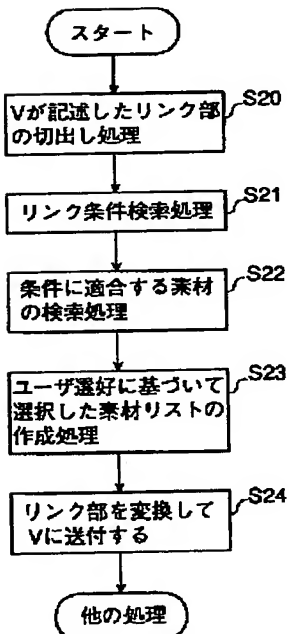 スタート
S20
Vが記述したリンク部
の切出し処理
S21
リンク条件検索処理
S22
条件に適合する素材
の検索処理
S23
ユーザ選好に基づいて
選択した素材リストの
作成処理
S24
リンク部を変換して
Vに送付する
他の処理